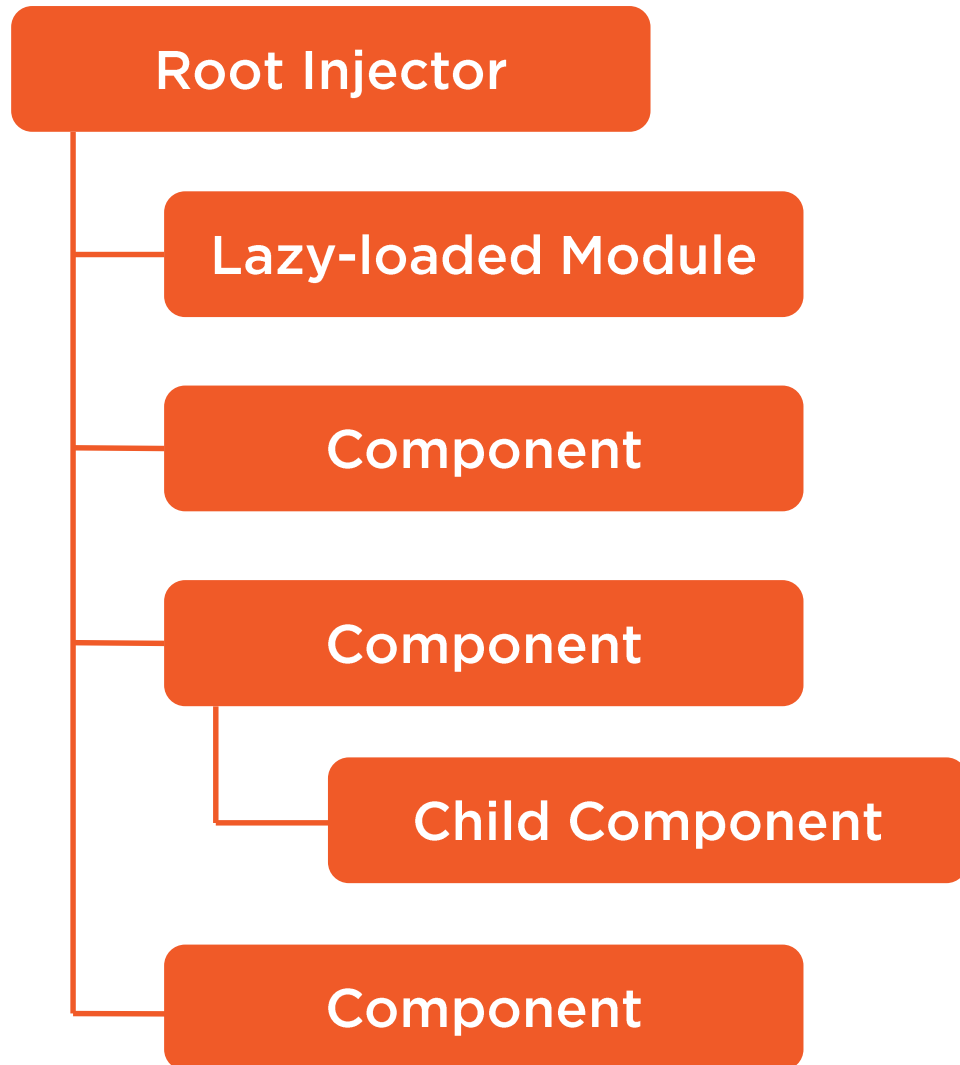 Root Injector
Lazy-loaded Module
Component
Component
Child Component
Component